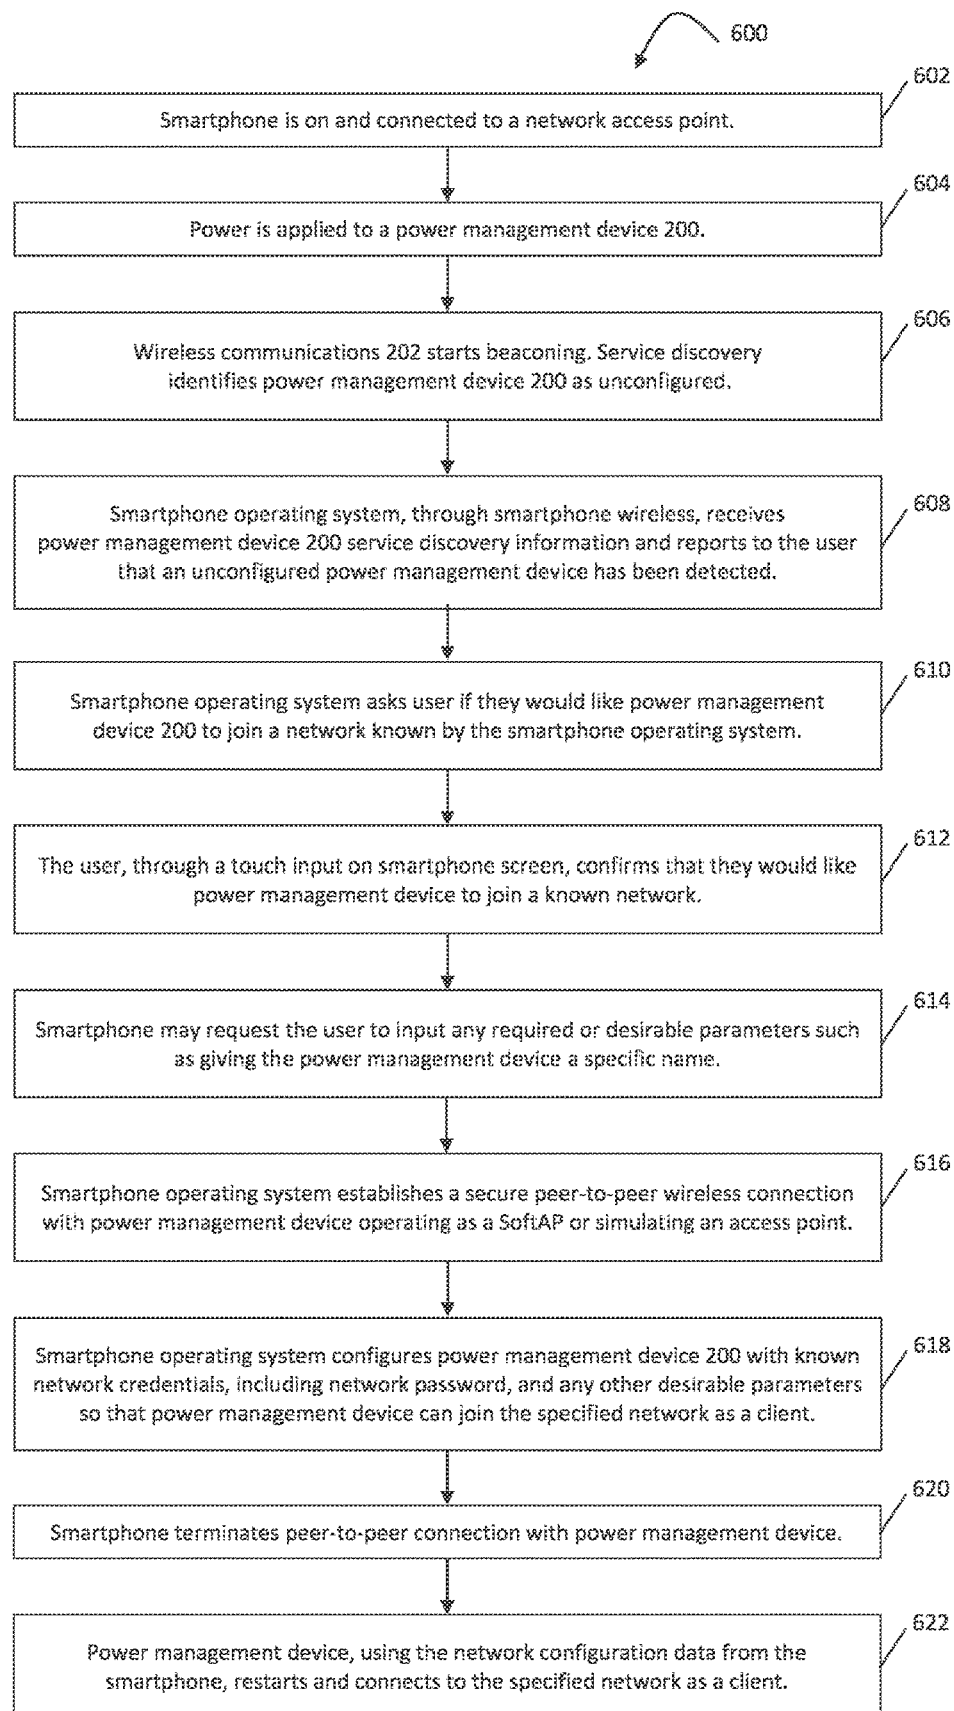 600
602
Smartphone is on and connected to a network access point.
604
Power is applied to a power management device 200.
606
Wireless communications 202 starts beaconing. Service discovery
identifies power management device 200 as unconfigured.
608
Smartphone operating system, through smartphone wireless, receives
power management device 200 service discovery information and reports to the user
that an unconfigured power management device has been detected.
610
Smartphone operating system asks user if they would like power management
device 200 to join a network known by the smartphone operating system.
612
The user, through a touch input on smartphone screen, confirms that they would like
power management device to join a known network.
614
Smartphone may request the user to input any required or desirable parameters such
as giving the power management device a specific name.
616
Smartphone operating system establishes a secure peer-to-peer wireless connection
with power management device operating as a SoftAP or simulating an access point.
618
Smartphone operating system configures power management device 200 with known
network credentials, including network password, and any other desirable parameters
so that power management device can join the specified network as a client.
620
Smartphone terminates peer-to-peer connection with power management device.
622
Power management device, using the network configuration data from the
smartphone, restarts and connects to the specified network as a client.